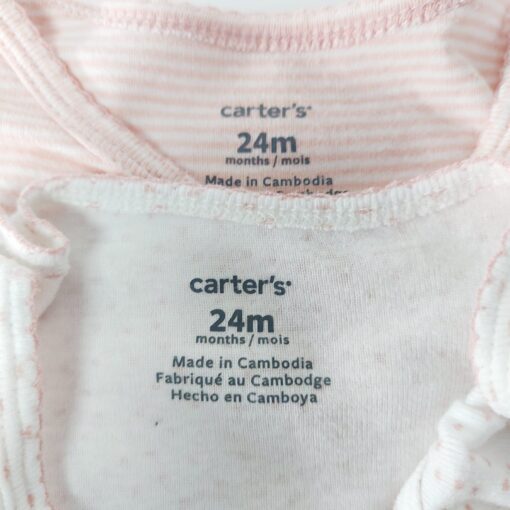 carter's
24m
months / mois
Made in Cambodia
carter's
24m
months / mois
Made in Cambodia
Fabriqué au Cambodge
Hecho en Camboya